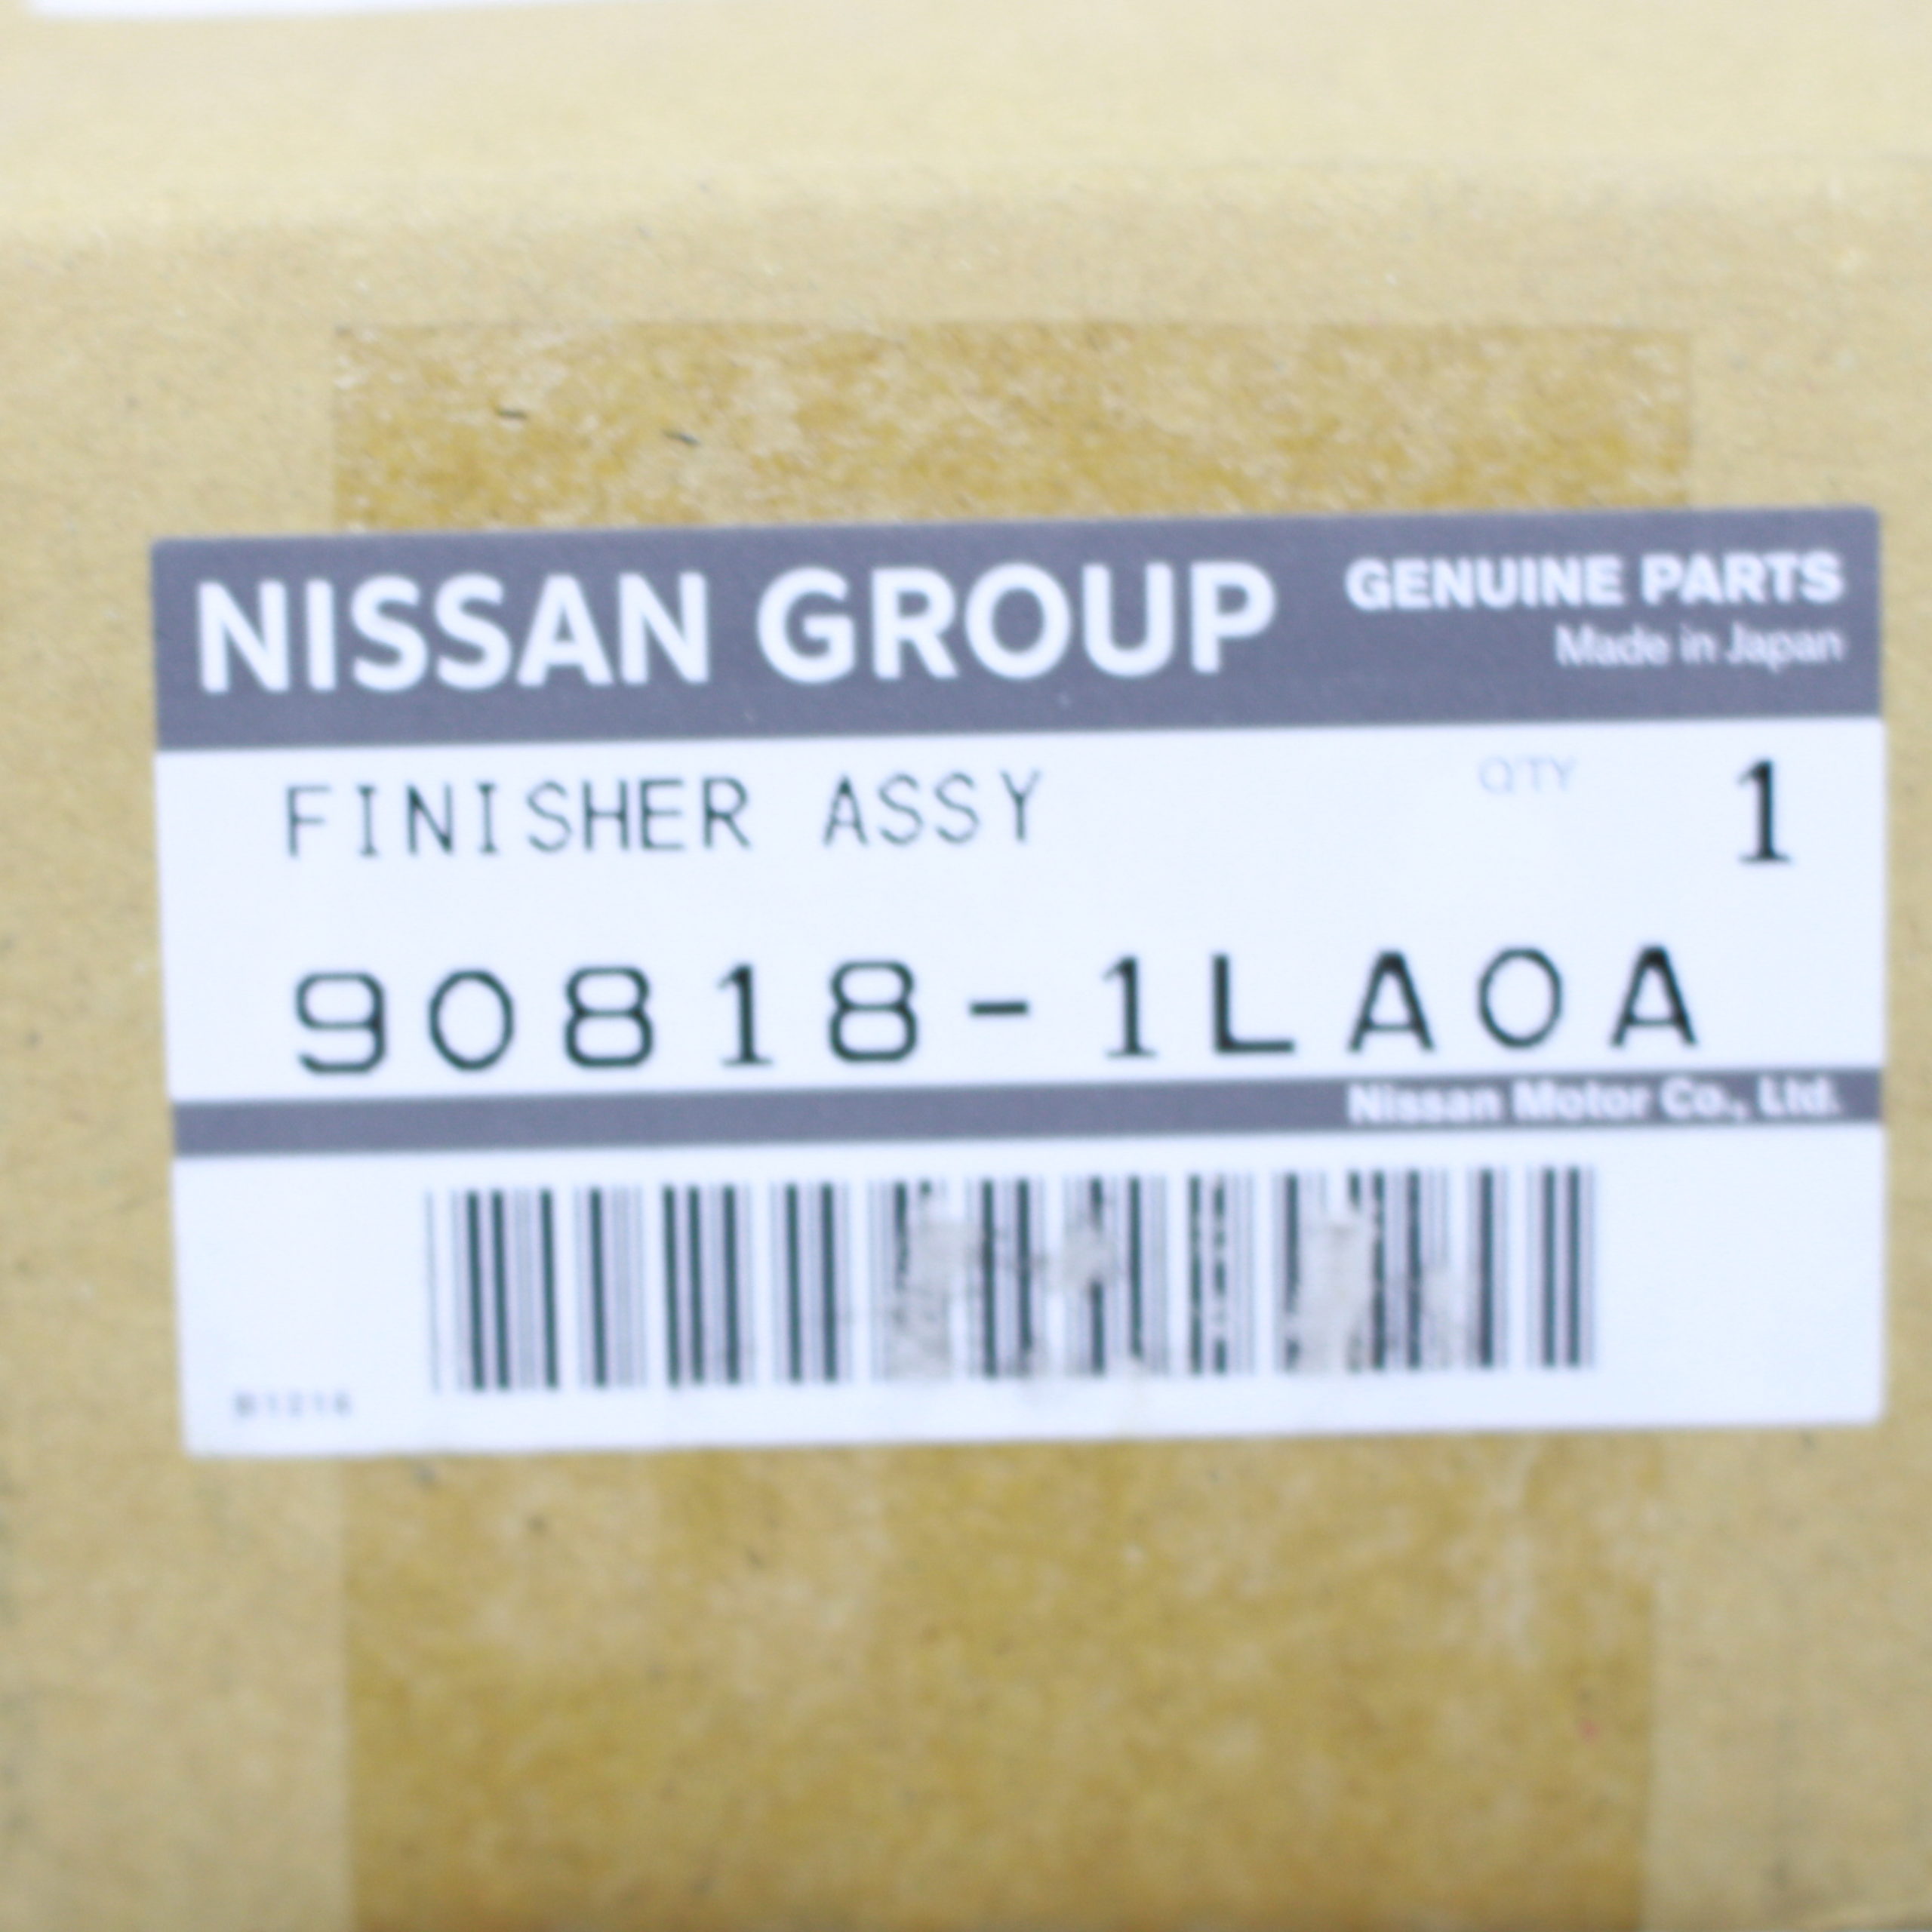 NISSAN GROUP
GENUINE PARTS
Made in Japan
FINISHER ASSY
QTY 1
90818-1LA0A
Nissan Motor Co., Ltd.